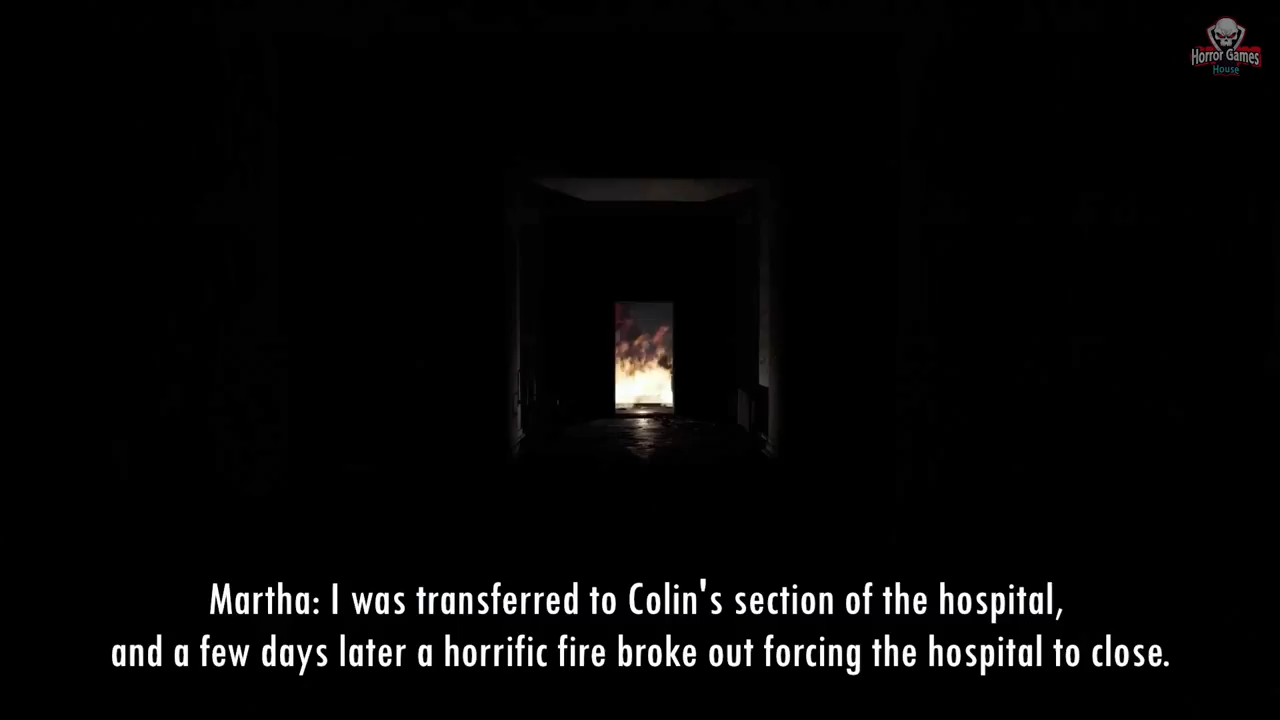 Horror Games
House
Martha: I was transferred to Colin's section of the hospital,
and a few days later a horrific fire broke out forcing the hospital to close.